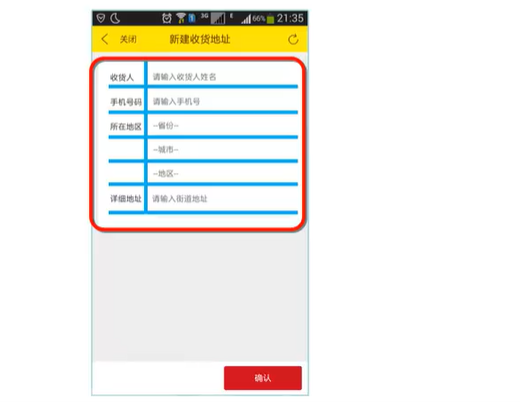 3G E 66% 21:35
关闭 新建收货地址
收货人 请输入收货人姓名
手机号码 请输入手机号
所在地区 --省份--
--城市--
--地区--
详细地址 请输入街道地址
确认